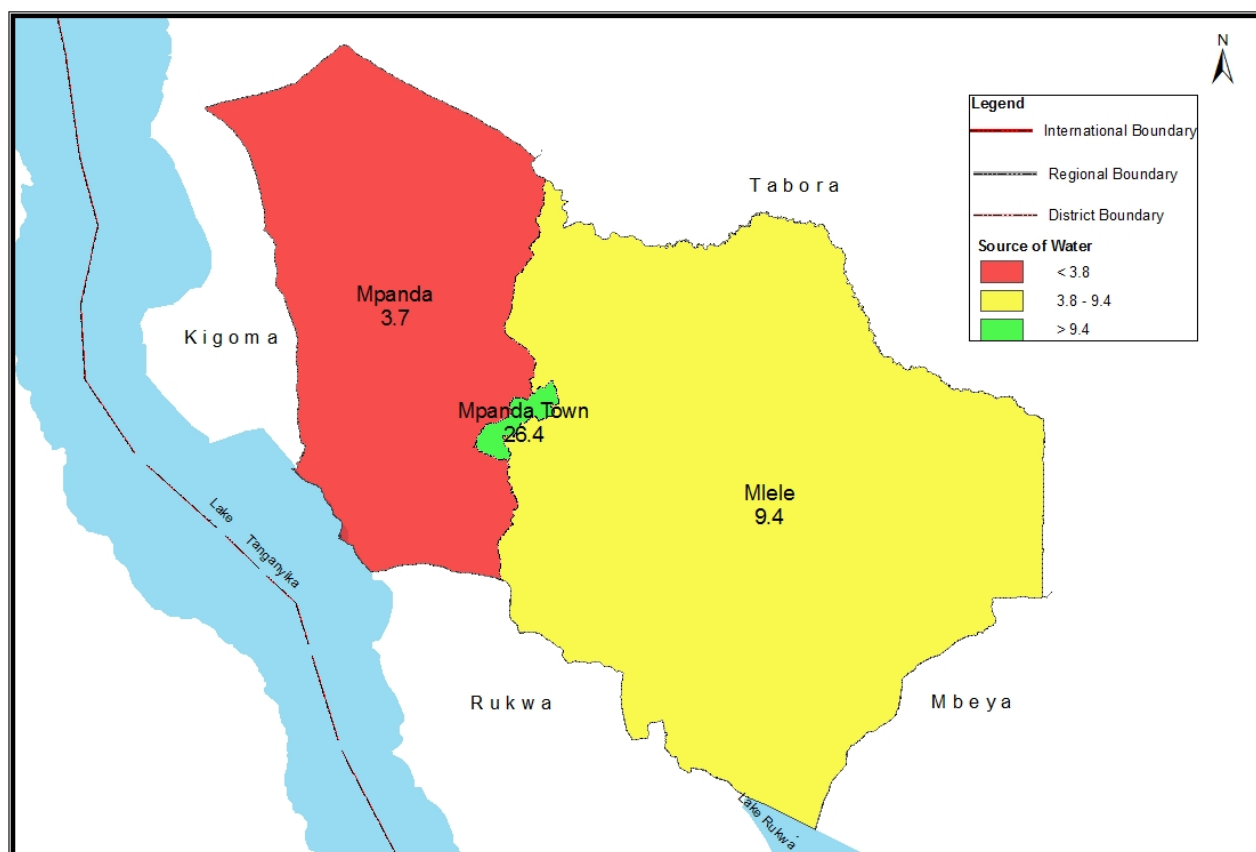 N
Legend
International Boundary
Regional Boundary
District Boundary
Source of Water
< 3.8
3.8 - 9.4
> 9.4
Tabora
Mpanda
3.7
Kigoma
Mpanda Town
26.4
Mlele
9.4
Lake Tanganyika
Rukwa
Mbeya
Lake Rukwa